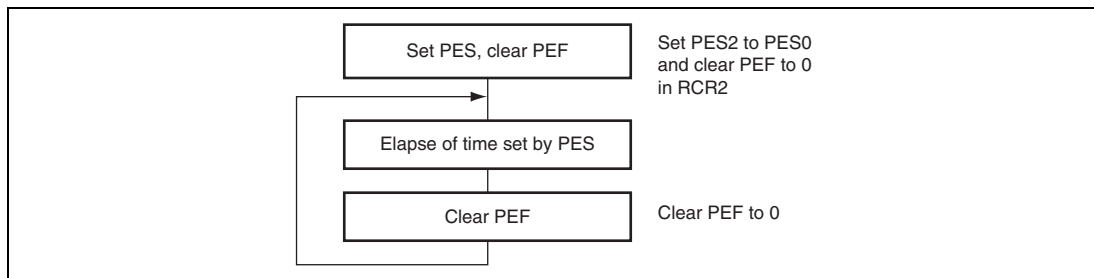 Set PES, clear PEF
Set PES2 to PES0
and clear PEF to 0
in RCR2
Elapse of time set by PES
Clear PEF
Clear PEF to 0